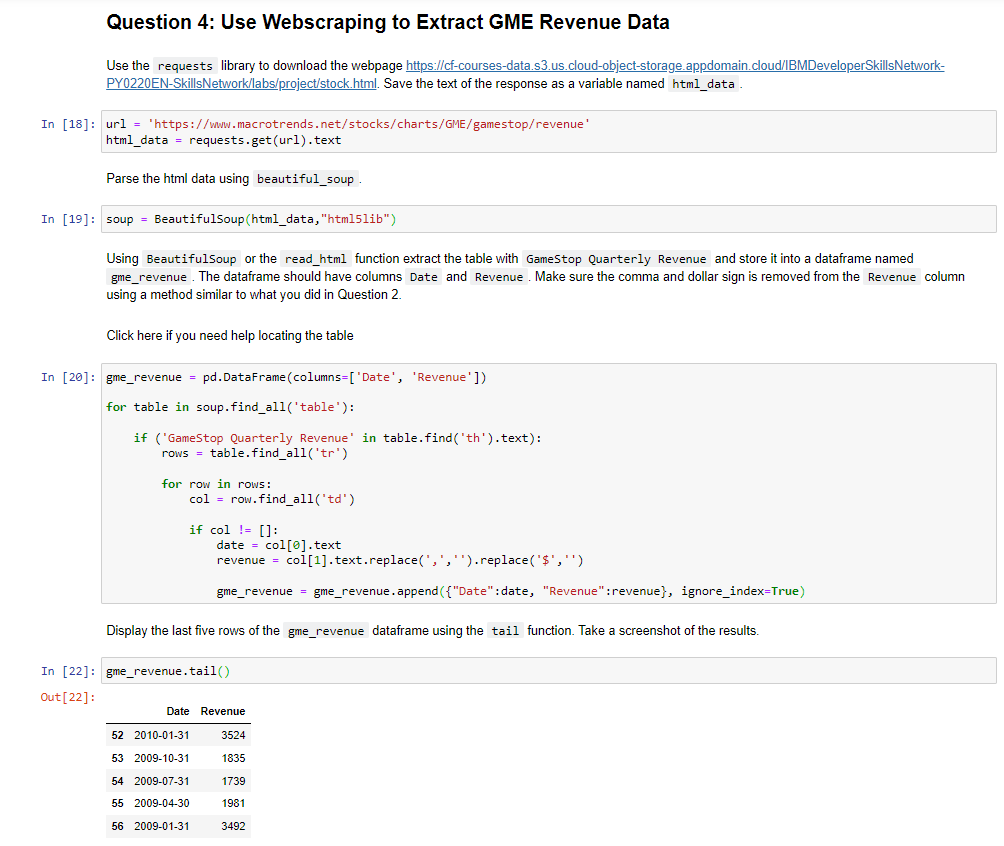 Question 4: Use Webscraping to Extract GME Revenue Data
Use the requests library to download the webpage https://cf-courses-data.s3.us.cloud-object-storage.appdomain.cloud/IBMDeveloperSkillsNetwork-
PY0220EN-SkillsNetwork/labs/project/stock.html. Save the text of the response as a variable named html_data .
In [18]: url = 'https://www.macrotrends.net/stocks/charts/GME/gamestop/revenue'
html_data = requests.get(url).text
Parse the html data using beautiful_soup .
In [19]: soup = BeautifulSoup(html_data,"html5lib")
Using BeautifulSoup or the read_html function extract the table with GameStop Quarterly Revenue and store it into a dataframe named
gme_revenue . The dataframe should have columns Date and Revenue . Make sure the comma and dollar sign is removed from the Revenue column
using a method similar to what you did in Question 2.
Click here if you need help locating the table
In [20]: gme_revenue = pd.DataFrame(columns=['Date', 'Revenue'])
for table in soup.find_all('table'):
if ('GameStop Quarterly Revenue' in table.find('th').text):
rows = table.find_all('tr')
for row in rows:
col = row.find_all('td')
if col != []:
date = col[0].text
revenue = col[1].text.replace(',','').replace('$','')
gme_revenue = gme_revenue.append({"Date":date, "Revenue":revenue}, ignore_index=True)
Display the last five rows of the gme_revenue dataframe using the tail function. Take a screenshot of the results.
In [22]: gme_revenue.tail()
Out[22]:
Date Revenue
52 2010-01-31 3524
53 2009-10-31 1835
54 2009-07-31 1739
55 2009-04-30 1981
56 2009-01-31 3492